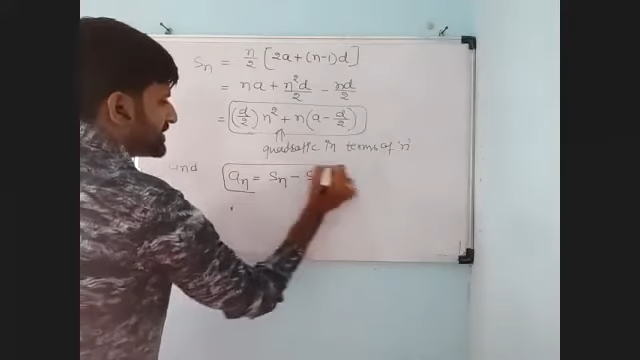 Sn = n/2 [2a + (n-1)d]
= na + n²d/2 - nd/2
= (d/2) n² + n(a - d/2)
quadratic in terms of 'n'
and an = Sn - S